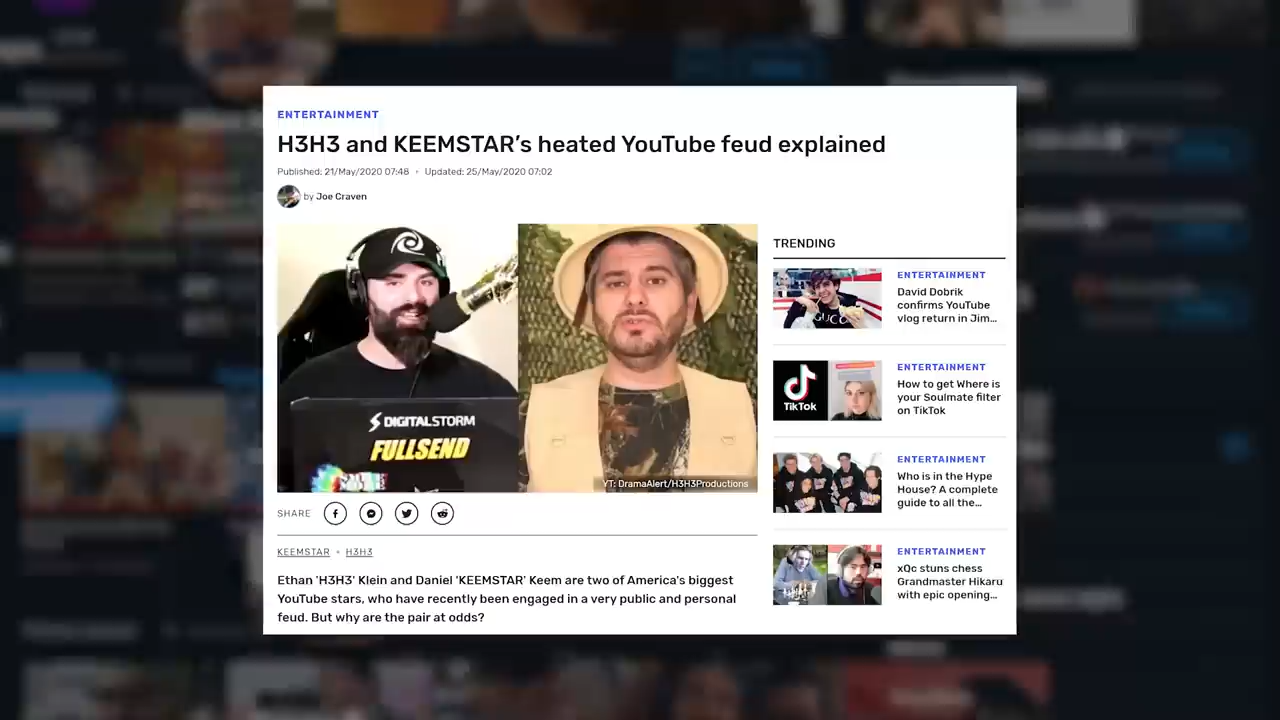 ENTERTAINMENT
H3H3 and KEEMSTAR’s heated YouTube feud explained
Published: 21/May/2020 07:48 • Updated: 25/May/2020 07:02
by Joe Craven
DIGITALSTORM
FULLSEND
YT: DramaAlert/H3H3Productions
SHARE
KEEMSTAR • H3H3
Ethan 'H3H3' Klein and Daniel 'KEEMSTAR' Keem are two of America's biggest
YouTube stars, who have recently been engaged in a very public and personal
feud. But why are the pair at odds?
TRENDING
ENTERTAINMENT
David Dobrik
confirms YouTube
vlog return in Jim...
GUCCI
ENTERTAINMENT
How to get Where is
your Soulmate filter
on TikTok
TikTok
ENTERTAINMENT
Who is in the Hype
House? A complete
guide to all the...
ENTERTAINMENT
xQc stuns chess
Grandmaster Hikaru
with epic opening...